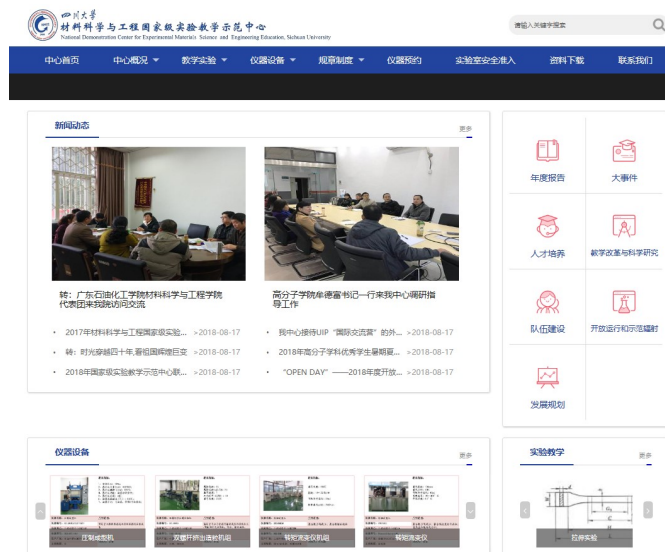 四川大学
材料科学与工程国家级实验教学示范中心
National Demonstration Center for Experimental Materials Science and Engineering Education, Sichuan University
请输入关键字搜索
中心首页 中心概况 教学实验 仪器设备 规章制度 仪器预约 实验室安全准入 资料下载 联系我们
新闻动态 更多
转：广东石油化工学院材料科学与工程学院
代表团来我院访问交流
高分子学院牟德富书记一行来我中心调研指
导工作
· 2017年材料科学与工程国家级实验... >2018-08-17
· 转：时光穿越四十年,看祖国辉煌巨变 >2018-08-17
· 2018年国家级实验教学示范中心联... >2018-08-17
· 我中心接待UIP“国际交流营”的外... >2018-08-17
· 2018年高分子学科优秀学生暑期夏... >2018-08-17
· “OPEN DAY”——2018年度开放... >2018-08-17
年度报告 大事件
人才培养 教学改革与科学研究
队伍建设 开放运行和示范辐射
发展规划
仪器设备 更多
压制成型机 双螺杆挤出造粒机组 转矩流变仪机组 转矩流变仪
实验教学 更多
拉伸实验